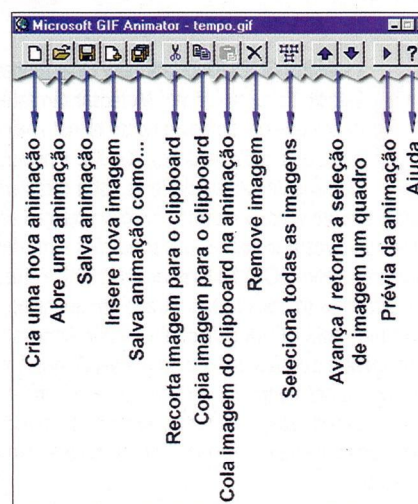 Microsoft GIF Animator - tempo.gif
Cria uma nova animação
Abre uma animação
Salva animação
Insere nova imagem
Salva animação como...
Recorta imagem para o clipboard
Copia imagem para o clipboard
Cola imagem do clipboard na animação
Remove imagem
Seleciona todas as imagens
Avança / retorna a seleção
de imagem um quadro
Prévia da animação
Ajuda